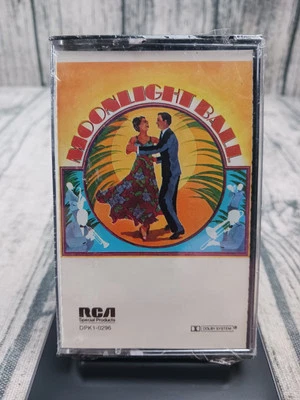 MOONLIGHT BALL
RCA
Special Products
DPK1-0296
DOLBY SYSTEM